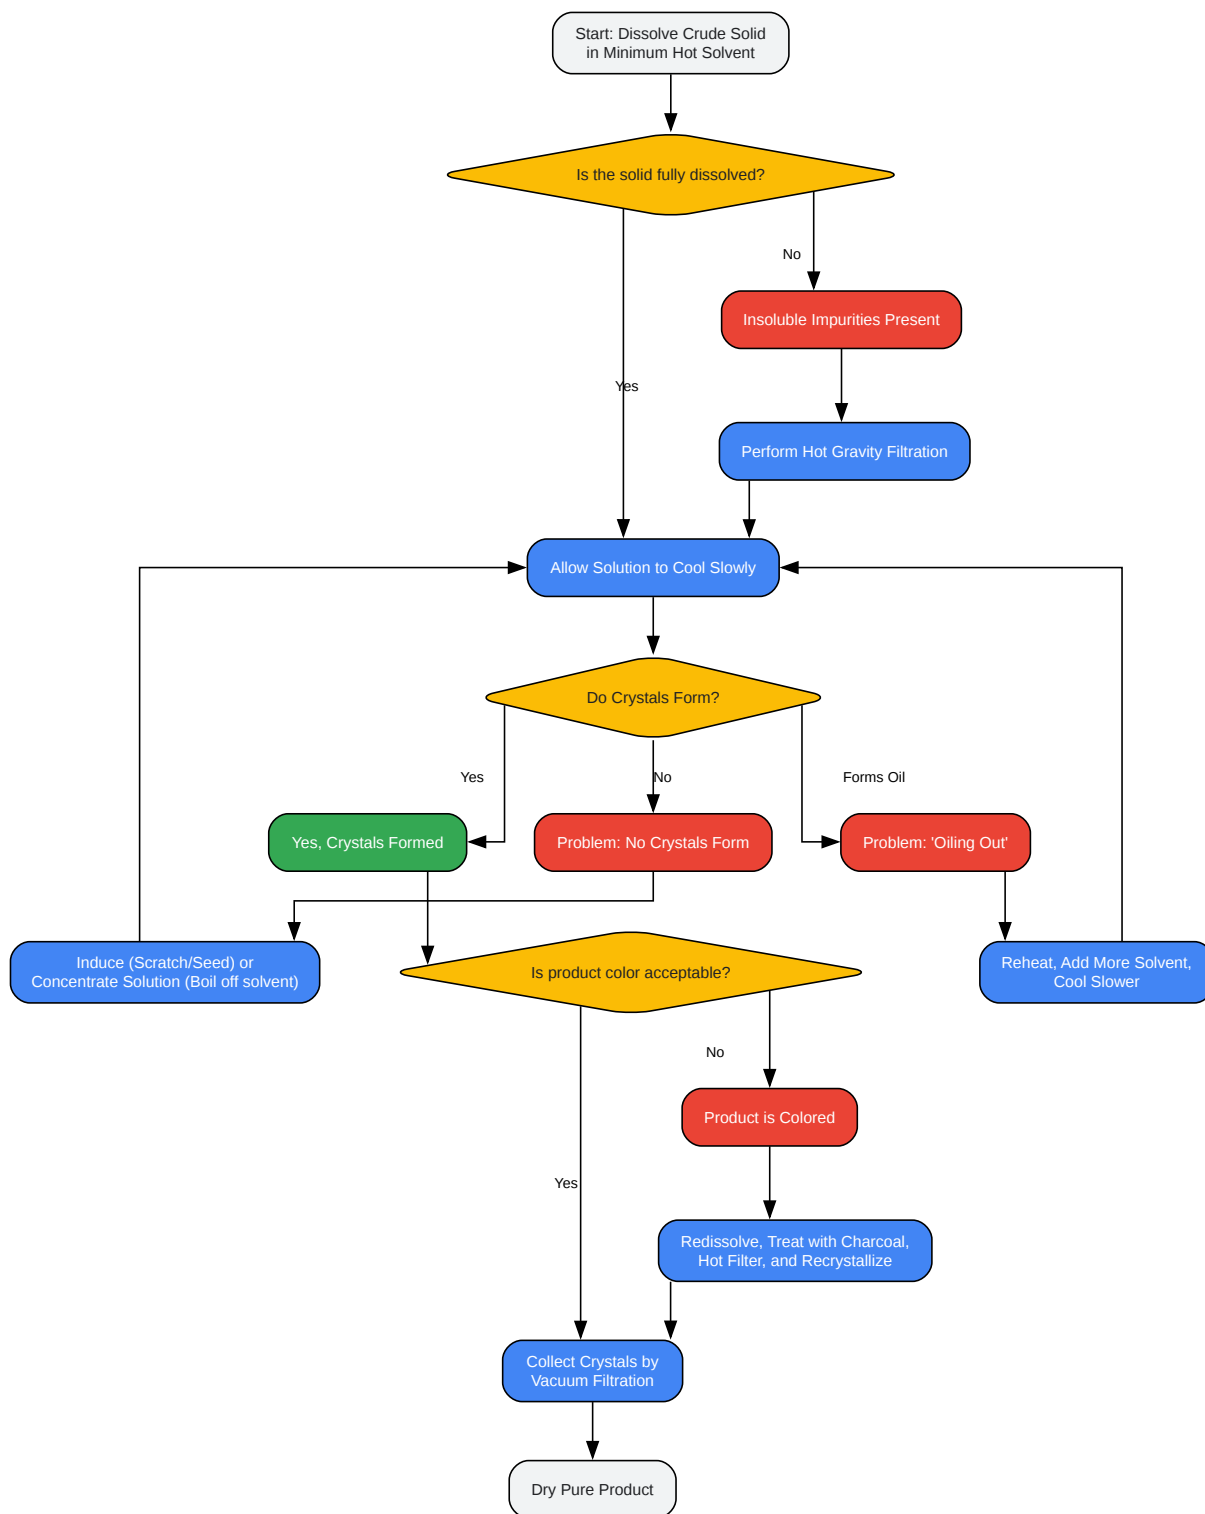 Start: Dissolve Crude Solid
in Minimum Hot Solvent
Is the solid fully dissolved?
No
Insoluble Impurities Present
Yes
Perform Hot Gravity Filtration
Allow Solution to Cool Slowly
Do Crystals Form?
Yes
No
Forms Oil
Yes, Crystals Formed
Problem: No Crystals Form
Problem: 'Oiling Out'
Induce (Scratch/Seed) or
Concentrate Solution (Boil off solvent)
Is product color acceptable?
Reheat, Add More Solvent,
Cool Slower
No
Product is Colored
Yes
Redissolve, Treat with Charcoal,
Hot Filter, and Recrystallize
Collect Crystals by
Vacuum Filtration
Dry Pure Product